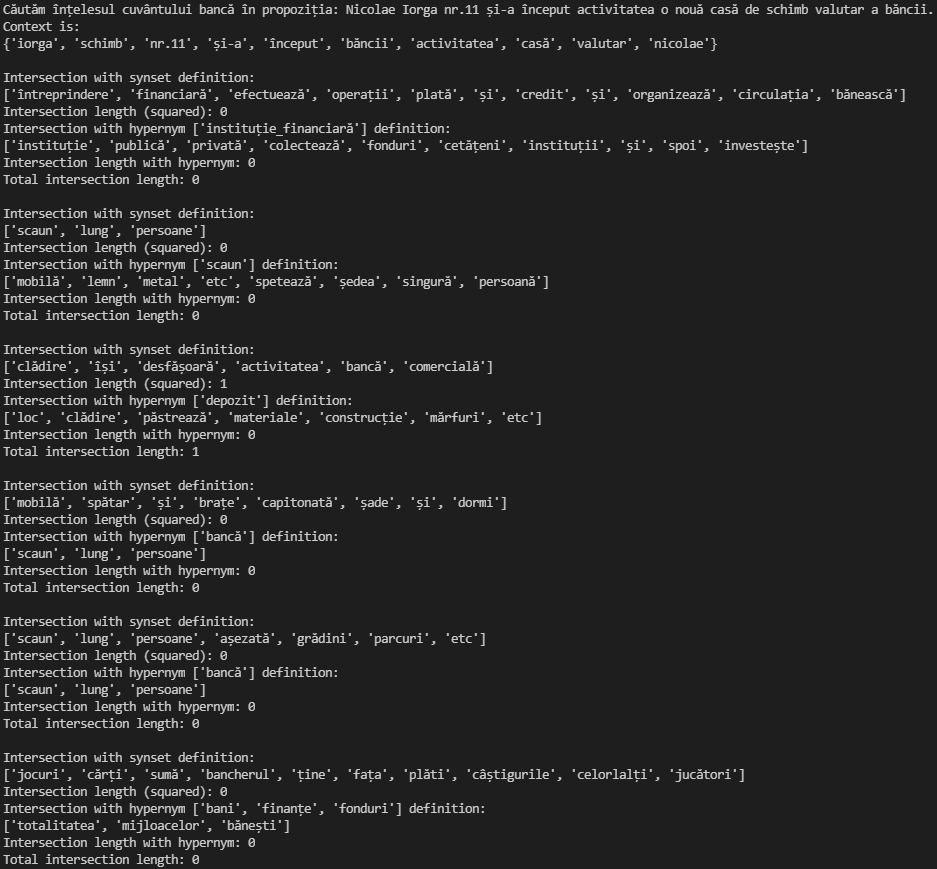 Căutăm înțelesul cuvântului bancă în propoziția: Nicolae Iorga nr.11 și-a început activitatea o nouă casă de schimb valutar a băncii.
Context is:
{'iorga', 'schimb', 'nr.11', 'și-a', 'început', 'băncii', 'activitatea', 'casă', 'valutar', 'nicolae'}
Intersection with synset definition:
['întreprindere', 'financiară', 'efectuează', 'operații', 'plată', 'și', 'credit', 'și', 'organizează', 'circulația', 'bănească']
Intersection length (squared): 0
Intersection with hypernym ['instituție_financiară'] definition:
['instituție', 'publică', 'privată', 'colectează', 'fonduri', 'cetățeni', 'instituții', 'și', 'spoi', 'investește']
Intersection length with hypernym: 0
Total intersection length: 0
Intersection with synset definition:
['scaun', 'lung', 'persoane']
Intersection length (squared): 0
Intersection with hypernym ['scaun'] definition:
['mobilă', 'lemn', 'metal', 'etc', 'spetează', 'ședea', 'singură', 'persoană']
Intersection length with hypernym: 0
Total intersection length: 0
Intersection with synset definition:
['clădire', 'își', 'desfășoară', 'activitatea', 'bancă', 'comercială']
Intersection length (squared): 1
Intersection with hypernym ['depozit'] definition:
['loc', 'clădire', 'păstrează', 'materiale', 'construcție', 'mărfuri', 'etc']
Intersection length with hypernym: 0
Total intersection length: 1
Intersection with synset definition:
['mobilă', 'spătar', 'și', 'brațe', 'capitonată', 'șade', 'și', 'dormi']
Intersection length (squared): 0
Intersection with hypernym ['bancă'] definition:
['scaun', 'lung', 'persoane']
Intersection length with hypernym: 0
Total intersection length: 0
Intersection with synset definition:
['scaun', 'lung', 'persoane', 'așezată', 'grădini', 'parcuri', 'etc']
Intersection length (squared): 0
Intersection with hypernym ['bancă'] definition:
['scaun', 'lung', 'persoane']
Intersection length with hypernym: 0
Total intersection length: 0
Intersection with synset definition:
['jocuri', 'cărți', 'sumă', 'bancherul', 'ține', 'fața', 'plăti', 'câștigurile', 'celorlalți', 'jucători']
Intersection length (squared): 0
Intersection with hypernym ['bani', 'finanțe', 'fonduri'] definition:
['totalitatea', 'mijloacelor', 'bănești']
Intersection length with hypernym: 0
Total intersection length: 0